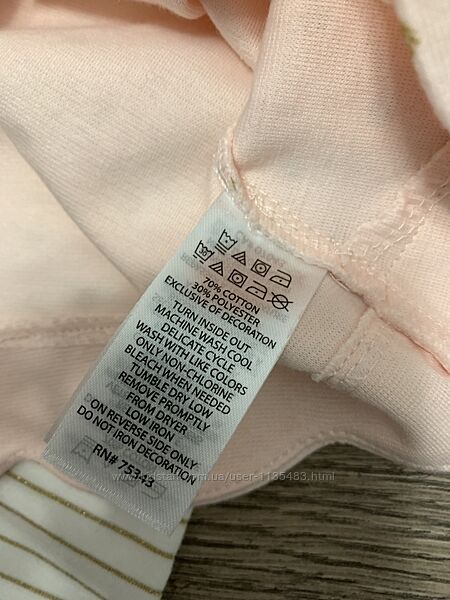 70% COTTON
30% POLYESTER
EXCLUSIVE OF DECORATION
TURN INSIDE OUT
MACHINE WASH COOL
DELICATE CYCLE
WASH WITH LIKE COLORS
ONLY NON-CHLORINE
BLEACH WHEN NEEDED
TUMBLE DRY LOW
REMOVE PROMPTLY
FROM DRYER
LOW IRON
ON REVERSE SIDE ONLY
DO NOT IRON DECORATION
RN# 75343